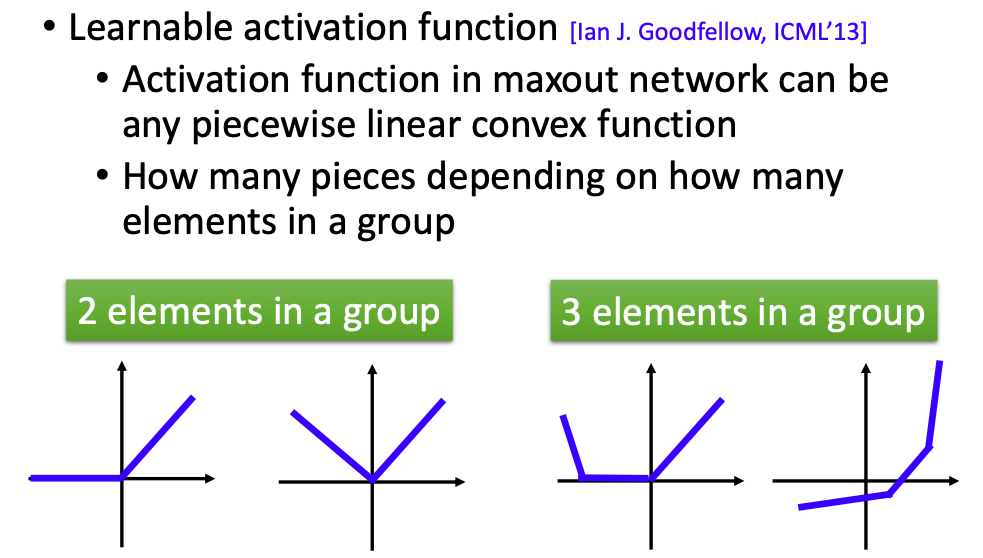 • Learnable activation function [Ian J. Goodfellow, ICML’13]
• Activation function in maxout network can be
any piecewise linear convex function
• How many pieces depending on how many
elements in a group
2 elements in a group
3 elements in a group